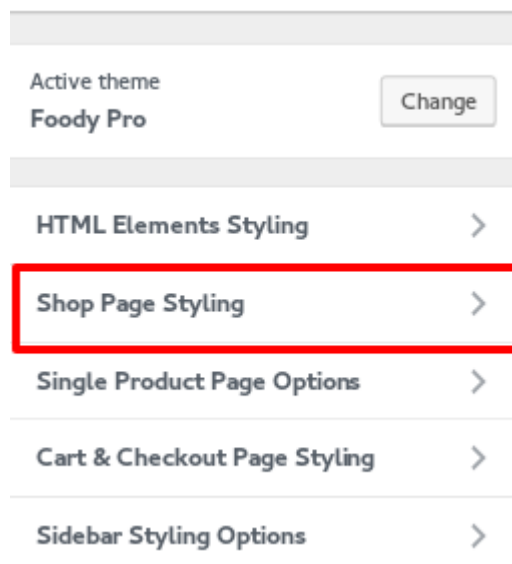 Active theme
Foody Pro
Change
HTML Elements Styling
Shop Page Styling
Single Product Page Options
Cart & Checkout Page Styling
Sidebar Styling Options